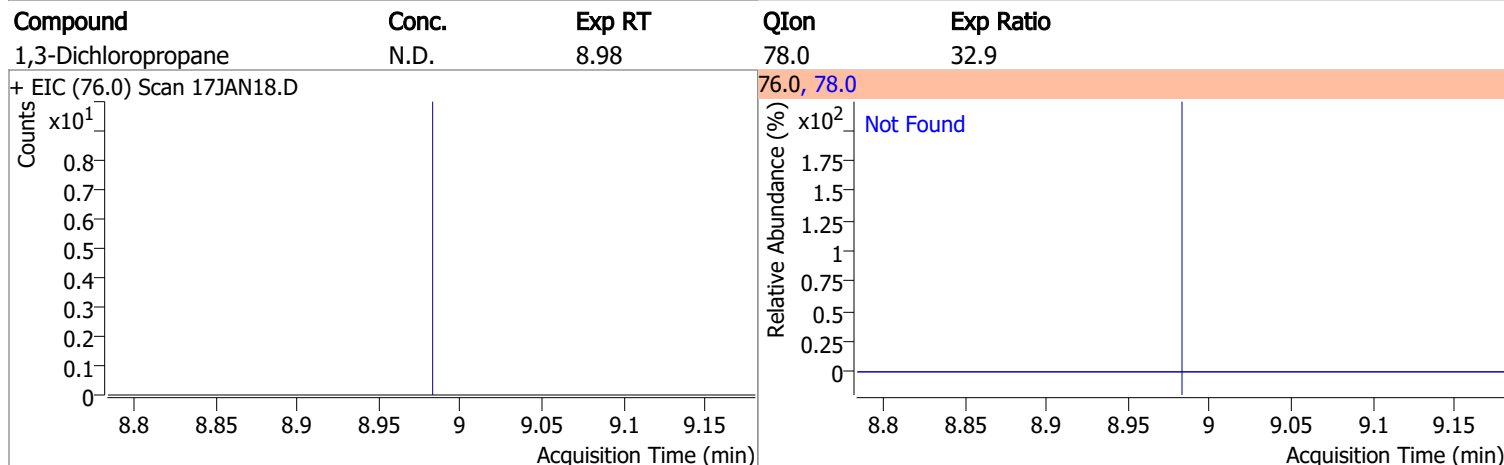 Compound Conc. Exp RT QIon Exp Ratio
1,3-Dichloropropane N.D. 8.98 78.0 32.9
+ EIC (76.0) Scan 17JAN18.D
Counts
x10^1
0.8
0.7
0.6
0.5
0.4
0.3
0.2
0.1
0
8.8 8.85 8.9 8.95 9 9.05 9.1 9.15
Acquisition Time (min)
76.0, 78.0
Relative Abundance (%)
x10^2
Not Found
1.75
1.5
1.25
1
0.75
0.5
0.25
0
8.8 8.85 8.9 8.95 9 9.05 9.1 9.15
Acquisition Time (min)